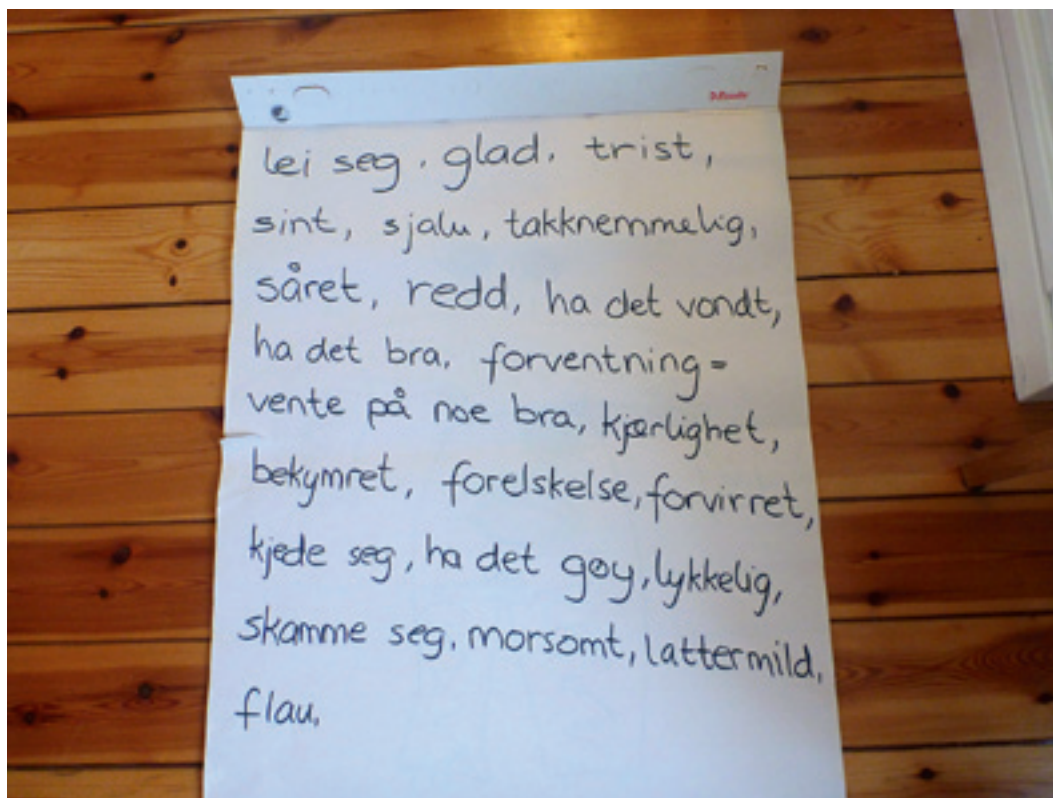 lei seg, glad, trist,
sint, sjalu, takknemmelig,
såret, redd, ha det vondt,
ha det bra, forventning=
vente på noe bra, kjærlighet,
bekymret, forelskelse, forvirret,
kjede seg, ha det gøy, lykkelig,
skamme seg, morsomt, lattermild,
flau,